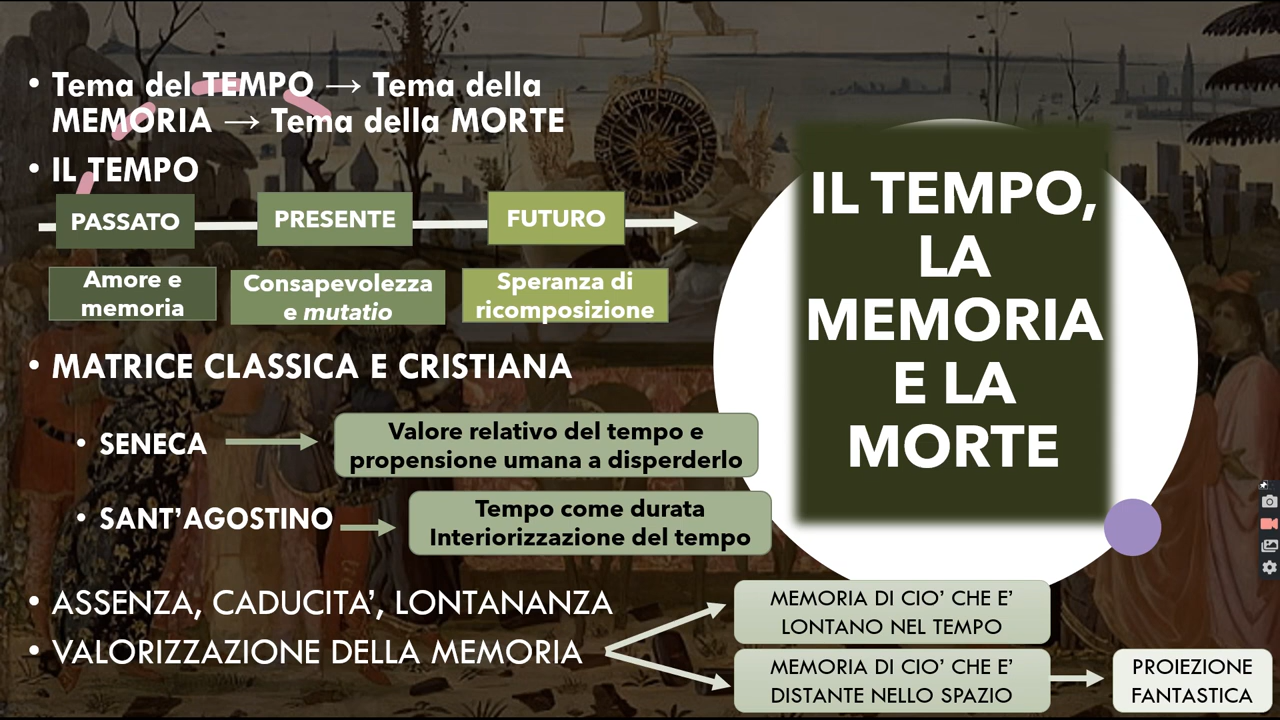 • Tema del TEMPO → Tema della
MEMORIA → Tema della MORTE
• IL TEMPO
PASSATO
PRESENTE
FUTURO
Amore e
memoria
Consapevolezza
e mutatio
Speranza di
ricomposizione
• MATRICE CLASSICA E CRISTIANA
• SENECA
Valore relativo del tempo e
propensione umana a disperderlo
• SANT’AGOSTINO
Tempo come durata
Interiorizzazione del tempo
• ASSENZA, CADUCITA’, LONTANANZA
• VALORIZZAZIONE DELLA MEMORIA
MEMORIA DI CIO’ CHE E’
LONTANO NEL TEMPO
MEMORIA DI CIO’ CHE E’
DISTANTE NELLO SPAZIO
PROIEZIONE
FANTASTICA
IL TEMPO,
LA
MEMORIA
E LA
MORTE